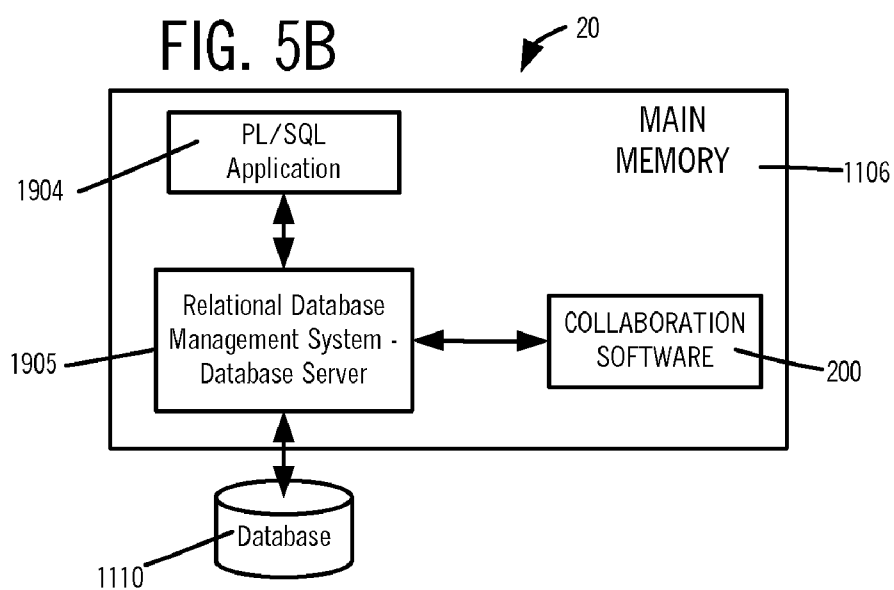 FIG. 5B
20
PL/SQL
Application
MAIN
MEMORY
1904
1106
Relational Database
Management System -
Database Server
COLLABORATION
SOFTWARE
1905
200
Database
1110